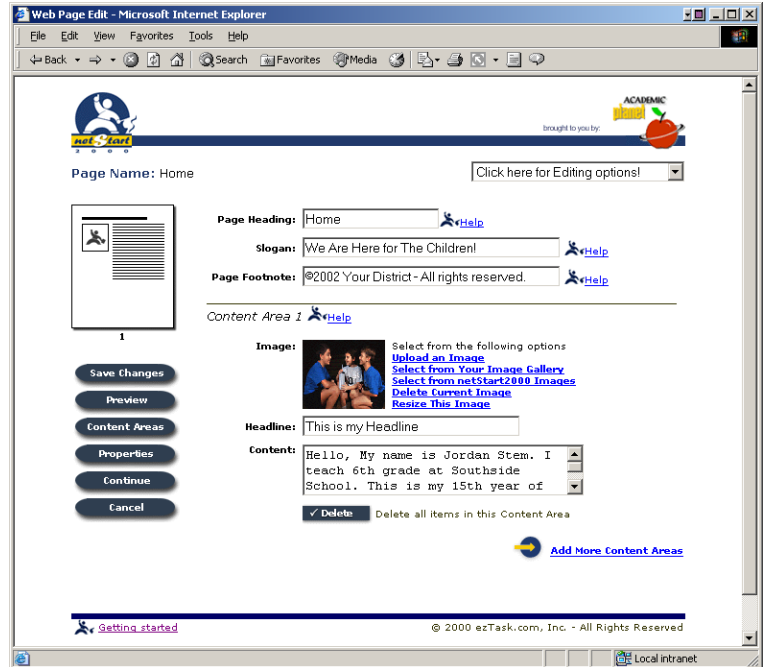 Web Page Edit - Microsoft Internet Explorer
File Edit View Favorites Tools Help
Back Search Favorites Media
net Start
2 0 0 0
brought to you by:
ACADEMIC
planet
Page Name: Home
Click here for Editing options!
Page Heading: Home Help
Slogan: We Are Here for The Children! Help
Page Footnote: ©2002 Your District - All rights reserved. Help
Content Area 1 Help
1
Image:
Select from the following options
Upload an Image
Select from Your Image Gallery
Select from netStart2000 Images
Delete Current Image
Resize This Image
Save Changes
Preview
Content Areas
Properties
Continue
Cancel
Headline: This is my Headline
Content: Hello, My name is Jordan Stem. I
teach 6th grade at Southside
School. This is my 15th year of
✓ Delete Delete all items in this Content Area
Add More Content Areas
Getting started
© 2000 ezTask.com, Inc. - All Rights Reserved
Local intranet